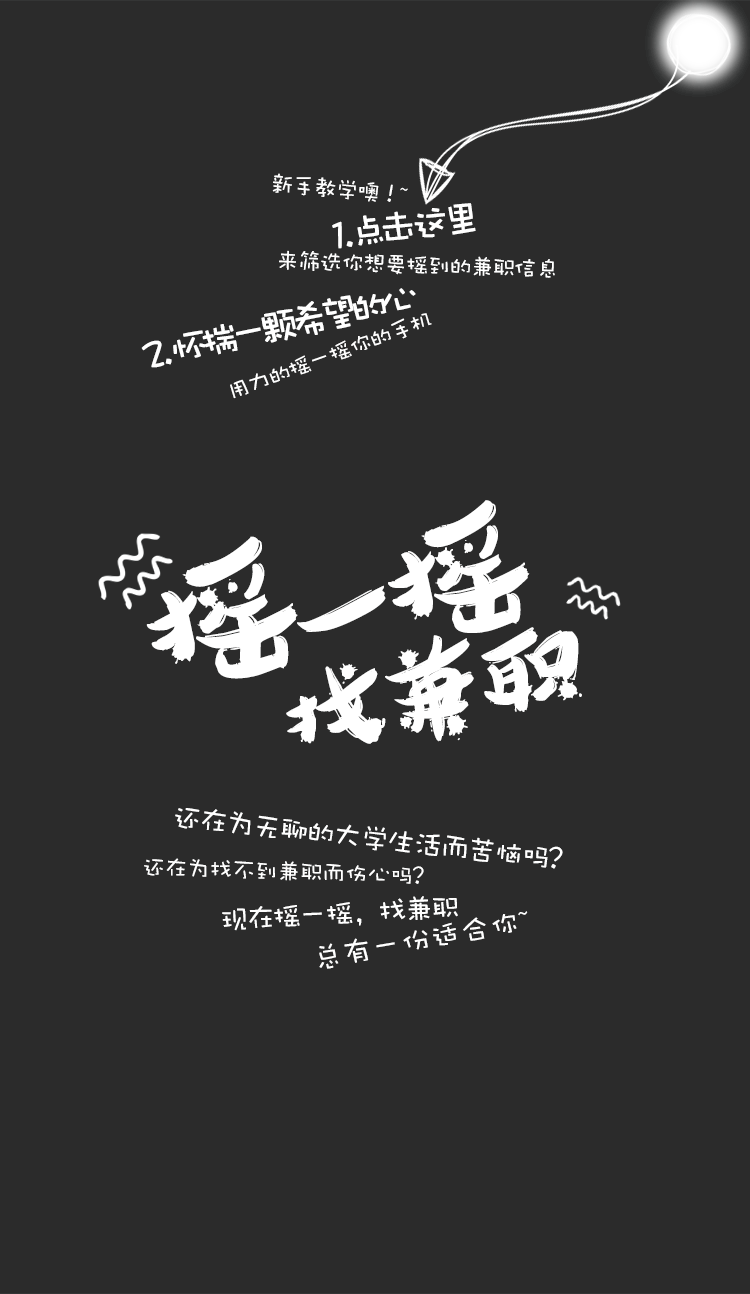 新手教学噢！~
1.点击这里
来筛选你想要摇到的兼职信息
2.怀揣一颗希望的心
用力的摇一摇你的手机
摇一摇
找兼职
还在为无聊的大学生活而苦恼吗?
还在为找不到兼职而伤心吗?
现在摇一摇，找兼职
总有一份适合你~